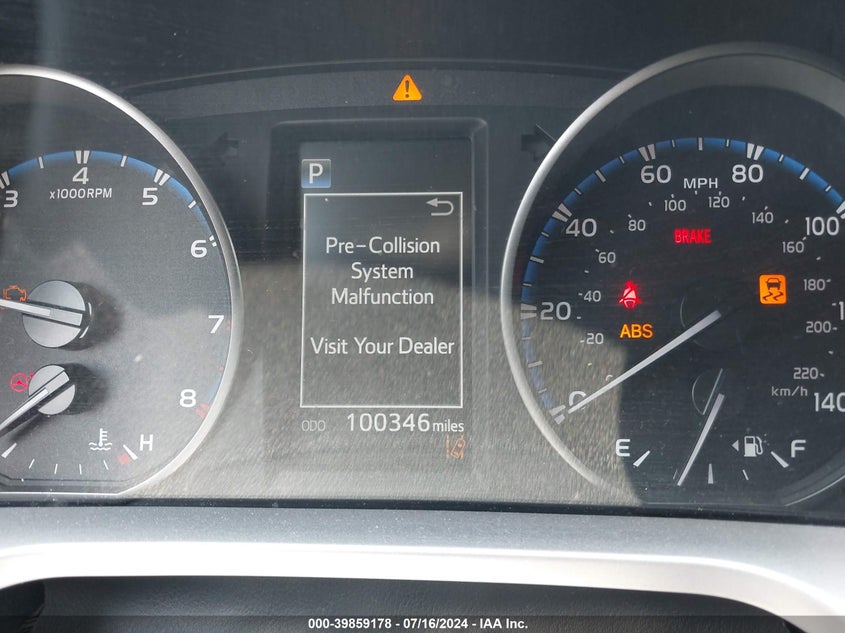 3
4
5
6
7
8
x1000RPM
H
P
Pre-Collision
System
Malfunction
Visit Your Dealer
ODO 100346 miles
0
20
40
60
80
100
140
MPH
20
40
60
80
100
120
140
160
180
200
220
km/h
BRAKE
ABS
E
F
000-39859178 - 07/16/2024 - IAA Inc.